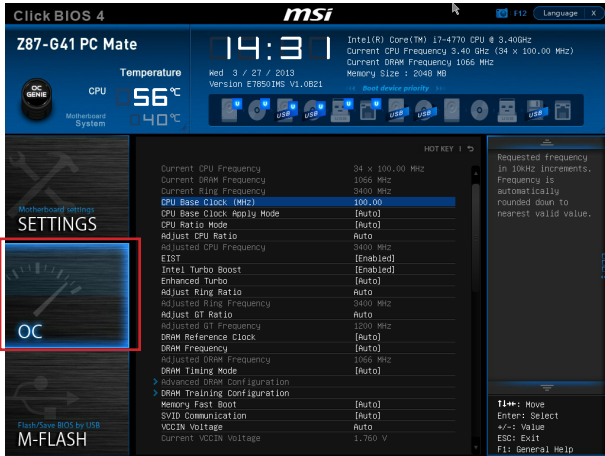 Click BIOS 4
msi
F12
Language
X
Z87-G41 PC Mate
14:31
Intel(R) Core(TM) i7-4770 CPU @ 3.40GHz
Current CPU Frequency 3.40 GHz (34 x 100.00 MHz)
Current DRAM Frequency 1066 MHz
Memory Size : 2048 MB
Temperature
Wed 3 / 27 / 2013
Version E7850IMS V1.0B21
Boot device priority
OC GENIE
CPU
56°C
Motherboard
System
40°C
U
U
USB
U
USB
U
U
U
USB
U
USB
USB
HOT KEY
Current CPU Frequency 34 x 100.00 MHz
Current DRAM Frequency 1066 MHz
Current Ring Frequency 3400 MHz
CPU Base Clock (MHz) 100.00
CPU Base Clock Apply Mode [Auto]
CPU Ratio Mode [Auto]
Adjust CPU Ratio Auto
Adjusted CPU Frequency 3400 MHz
EIST [Enabled]
Intel Turbo Boost [Enabled]
Enhanced Turbo [Auto]
Adjust Ring Ratio Auto
Adjusted Ring Frequency 3400 MHz
Adjust GT Ratio Auto
Adjusted GT Frequency 1200 MHz
DRAM Reference Clock [Auto]
DRAM Frequency [Auto]
Adjusted DRAM Frequency 1066 MHz
DRAM Timing Mode [Auto]
> Advanced DRAM Configuration
> DRAM Training Configuration
Memory Fast Boot [Auto]
SVID Communication [Auto]
VCCIN Voltage Auto
Current VCCIN Voltage 1.760 V
Motherboard settings
SETTINGS
OC
Flash/Save BIOS by USB
M-FLASH
Requested frequency
in 10kHz increments.
Frequency is
automatically
rounded down to
nearest valid value.
↑↓←→: Move
Enter: Select
+/-: Value
ESC: Exit
F1: General Help